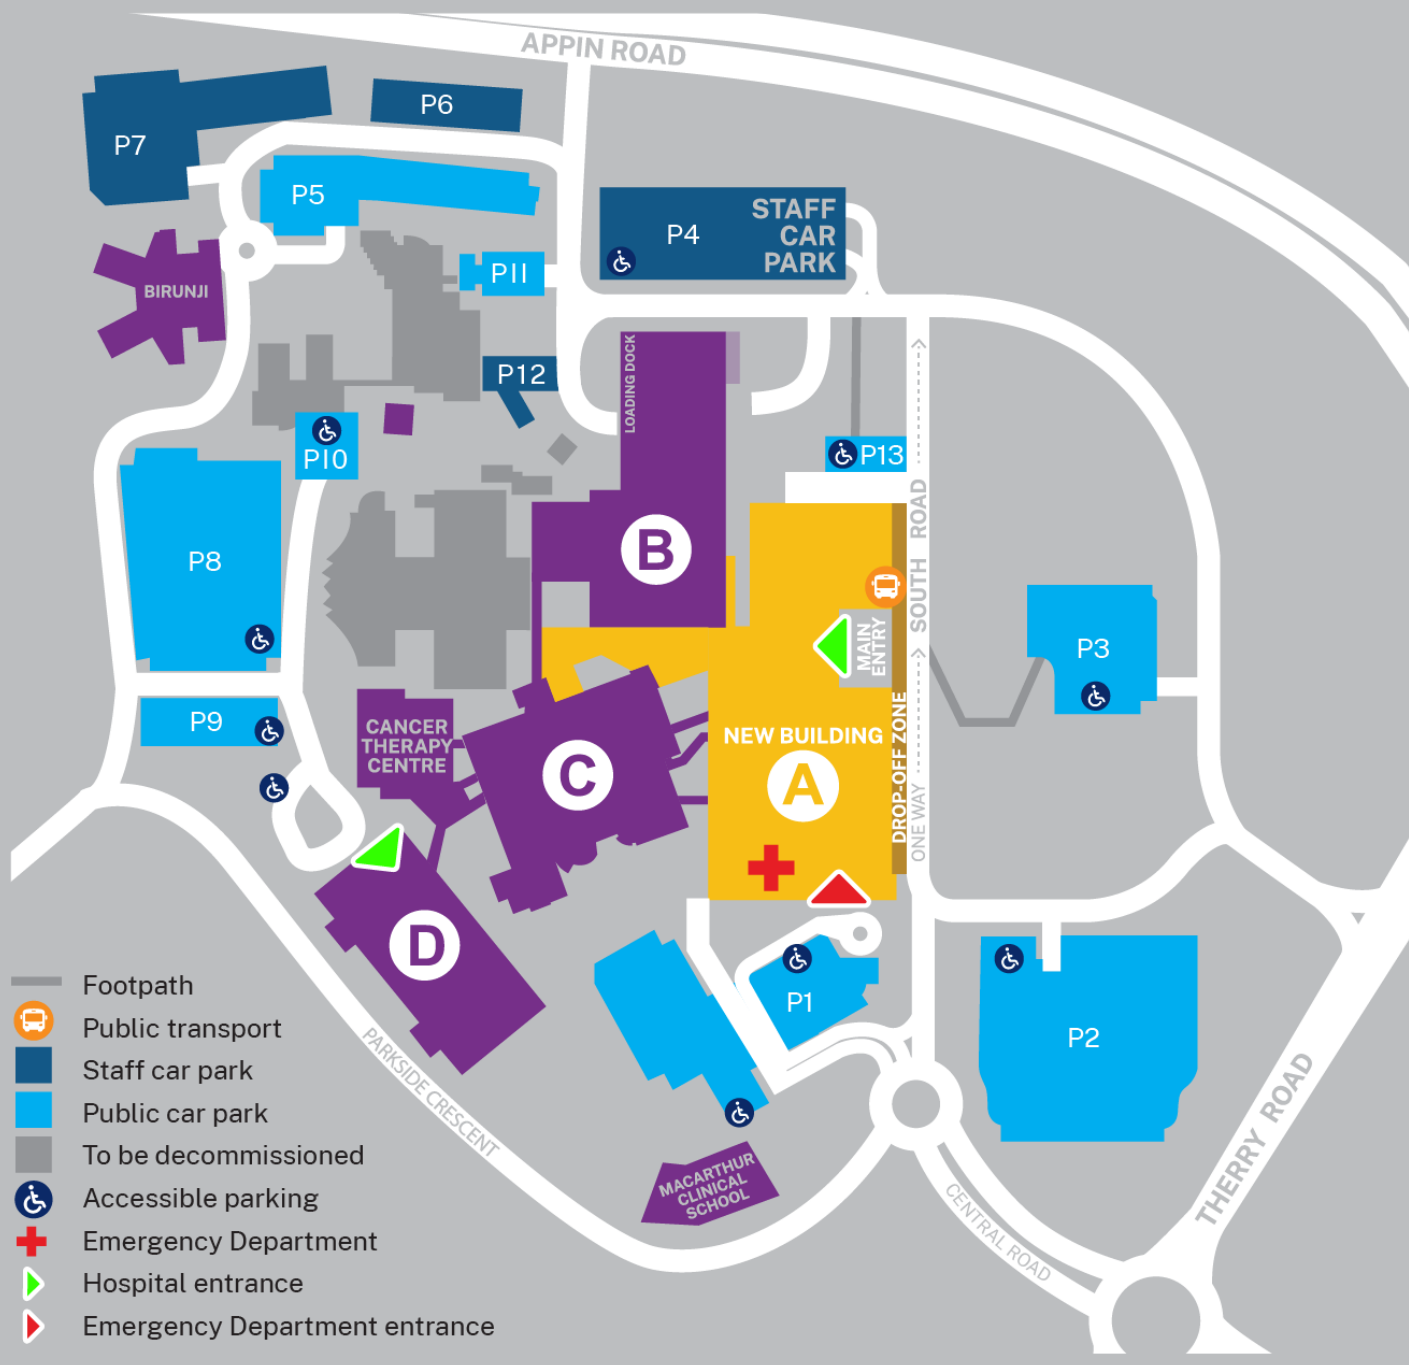 APPIN ROAD
P7
P6
P5
P4
STAFF
CAR
PARK
BIRUNJI
P11
P12
LOADING DOCK
P10
P13
P8
B
SOUTH ROAD
MAIN
ENTRY
P3
P9
CANCER
THERAPY
CENTRE
C
NEW BUILDING
A
DROP-OFF ZONE
ONE WAY
D
P1
P2
PARKSIDE CRESCENT
MACARTHUR
CLINICAL
SCHOOL
CENTRAL ROAD
THERRY ROAD
Footpath
Public transport
Staff car park
Public car park
To be decommissioned
Accessible parking
Emergency Department
Hospital entrance
Emergency Department entrance